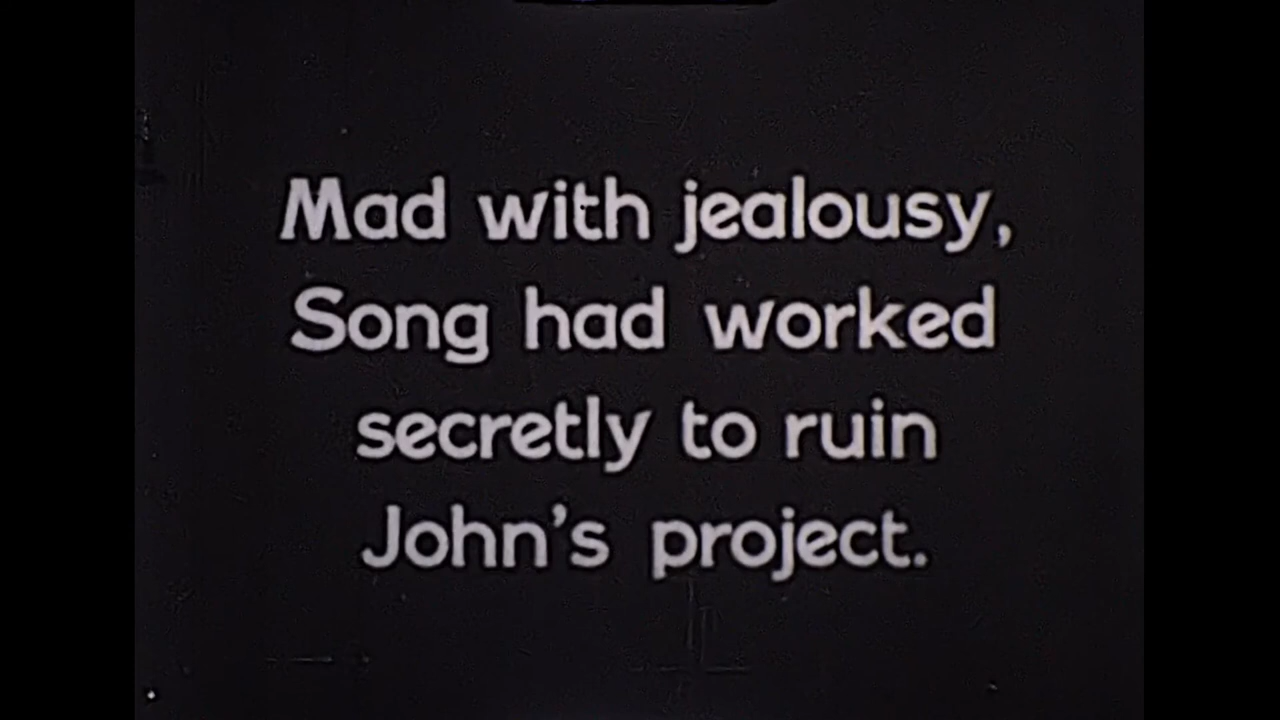 Mad with jealousy,
Song had worked
secretly to ruin
John's project.